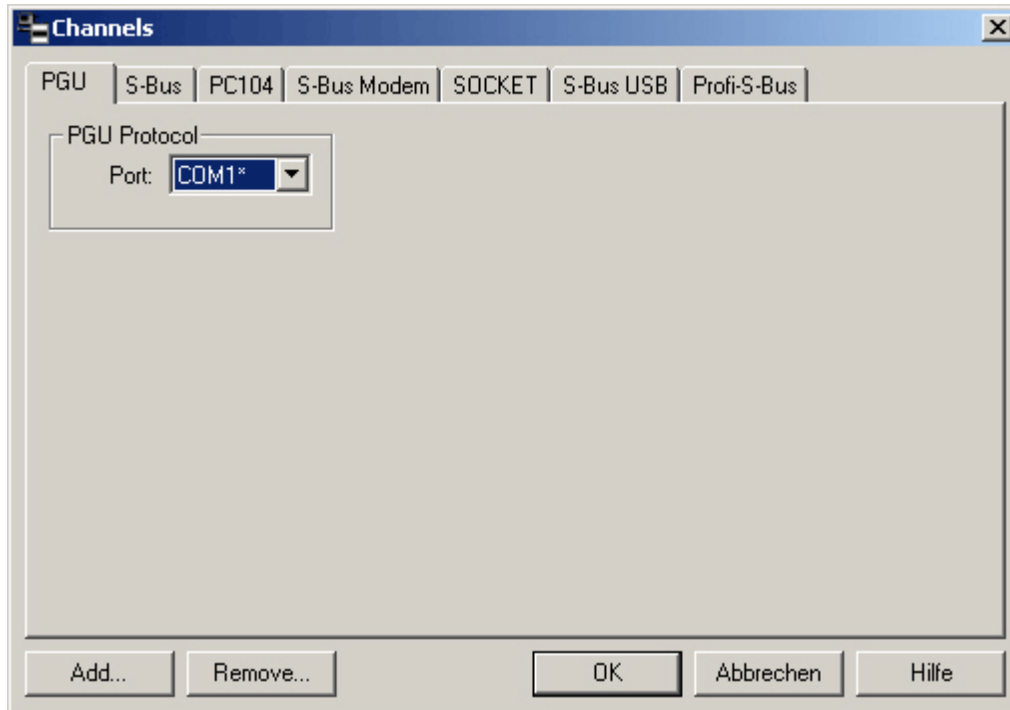 Channels
PGU S-Bus PC104 S-Bus Modem SOCKET S-Bus USB Profi-S-Bus
PGU Protocol
Port: COM1*
Add... Remove... OK Abbrechen Hilfe